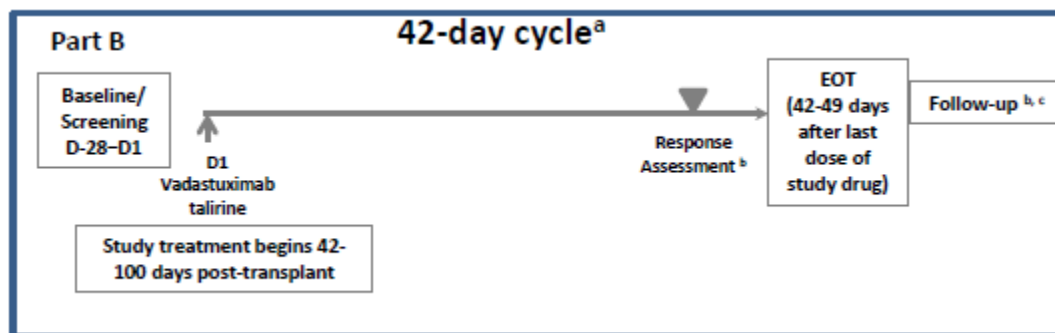 Part B
42-day cycleᵃ
Baseline/
Screening
D-28–D1
D1
Vadastuximab
talirine
Study treatment begins 42-
100 days post-transplant
Response
Assessment ᵇ
EOT
(42-49 days
after last
dose of
study drug)
Follow-up ᵇ, ᶜ